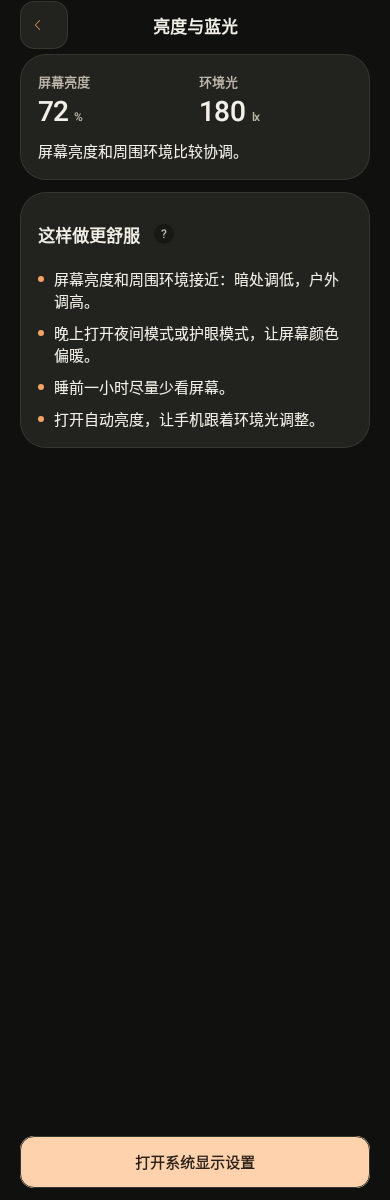 亮度与蓝光
屏幕亮度
环境光
72 %
180 lx
屏幕亮度和周围环境比较协调。
这样做更舒服 ?
屏幕亮度和周围环境接近：暗处调低，户外
调高。
晚上打开夜间模式或护眼模式，让屏幕颜色
偏暖。
睡前一小时尽量少看屏幕。
打开自动亮度，让手机跟着环境光调整。
打开系统显示设置